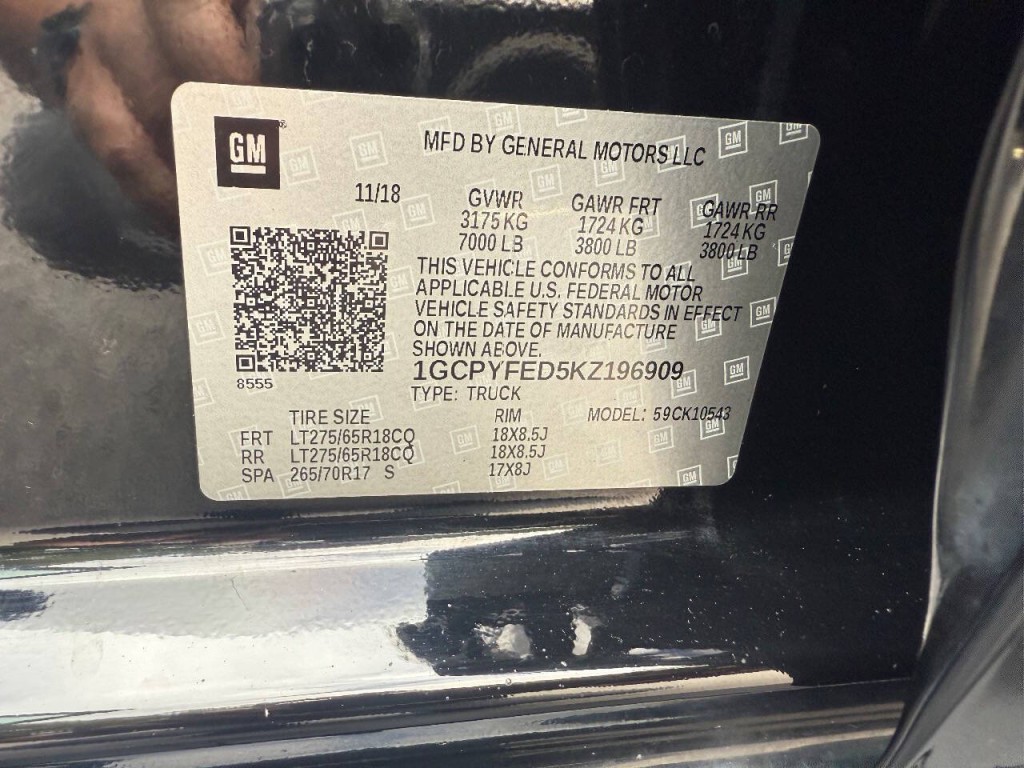 GM
MFD BY GENERAL MOTORS LLC
11/18
GVWR GAWR FRT GAWR RR
3175 KG 1724 KG 1724 KG
7000 LB 3800 LB 3800 LB
THIS VEHICLE CONFORMS TO ALL
APPLICABLE U.S. FEDERAL MOTOR
VEHICLE SAFETY STANDARDS IN EFFECT
ON THE DATE OF MANUFACTURE
SHOWN ABOVE.
8555
1GCPYFED5KZ196909
TYPE: TRUCK
TIRE SIZE RIM MODEL: 59CK10543
FRT LT275/65R18CQ 18X8.5J
RR LT275/65R18CQ 18X8.5J
SPA 265/70R17 S 17X8J